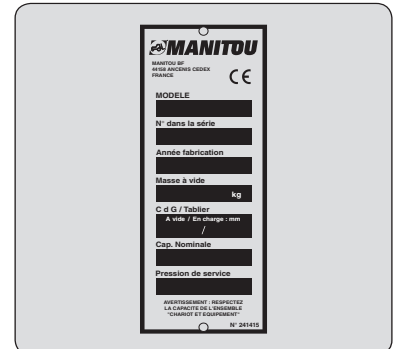 MANITOU
MANITOU BF
44158 ANCENIS CEDEX
FRANCE
CE
MODELE
N° dans la série
Année fabrication
Masse à vide
kg
C d G / Tablier
A vide / En charge : mm
/
Cap. Nominale
Pression de service
AVERTISSEMENT : RESPECTEZ
LA CAPACITE DE L'ENSEMBLE
"CHARIOT ET EQUIPEMENT"
N° 241415